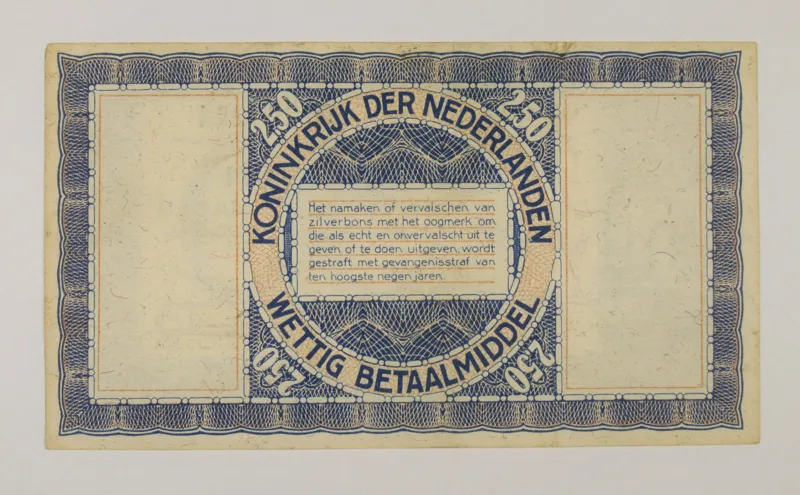 250
250
KONINKRIJK DER NEDERLANDEN
Het namaken of vervalschen van
zilverbons met het oogmerk om
die als echt en onvervalscht uit te
geven of te doen uitgeven, wordt
gestraft met gevangenisstraf van
ten hoogste negen jaren.
WETTIG BETAALMIDDEL
250
250